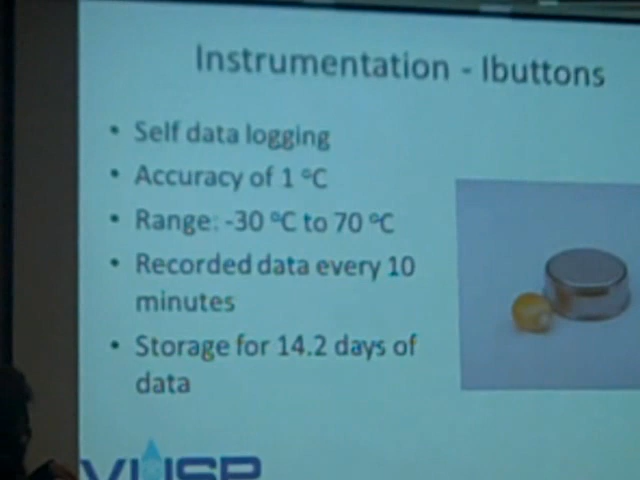 Instrumentation - Ibuttons
• Self data logging
• Accuracy of 1 °C
• Range: -30 °C to 70 °C
• Recorded data every 10
minutes
• Storage for 14.2 days of
data
VUSP